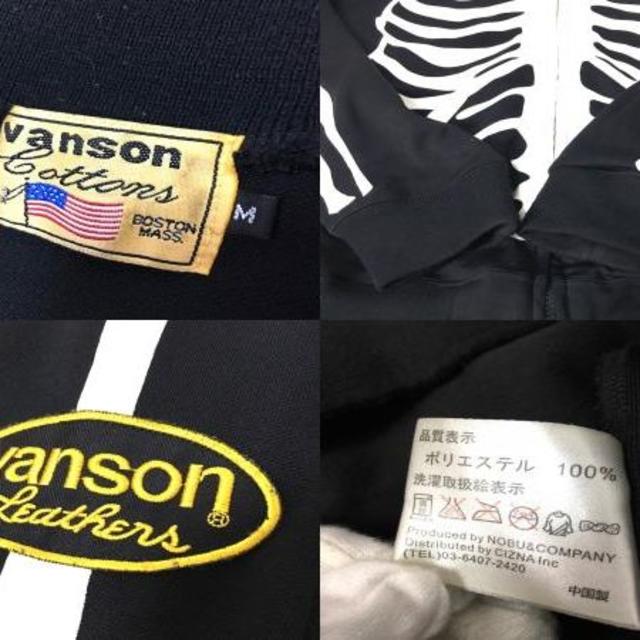 vanson
Cottons
BOSTON
MASS.
M
vanson
Leathers
®
品質表示
ポリエステル 100%
洗濯取扱絵表示
Produced by NOBU&COMPANY
Distributed by CIZNA Inc
(TEL)03-6407-2420
中国製